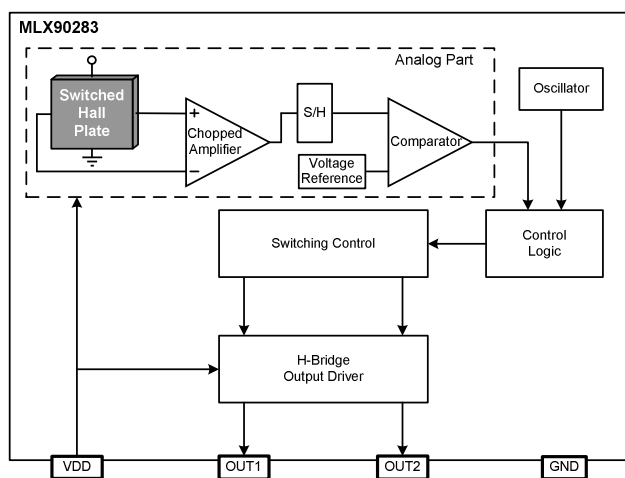 MLX90283
Analog Part
Switched
Hall
Plate
+
−
Chopped
Amplifier
S/H
Voltage
Reference
Comparator
Oscillator
Switching Control
Control
Logic
H-Bridge
Output Driver
VDD
OUT1
OUT2
GND